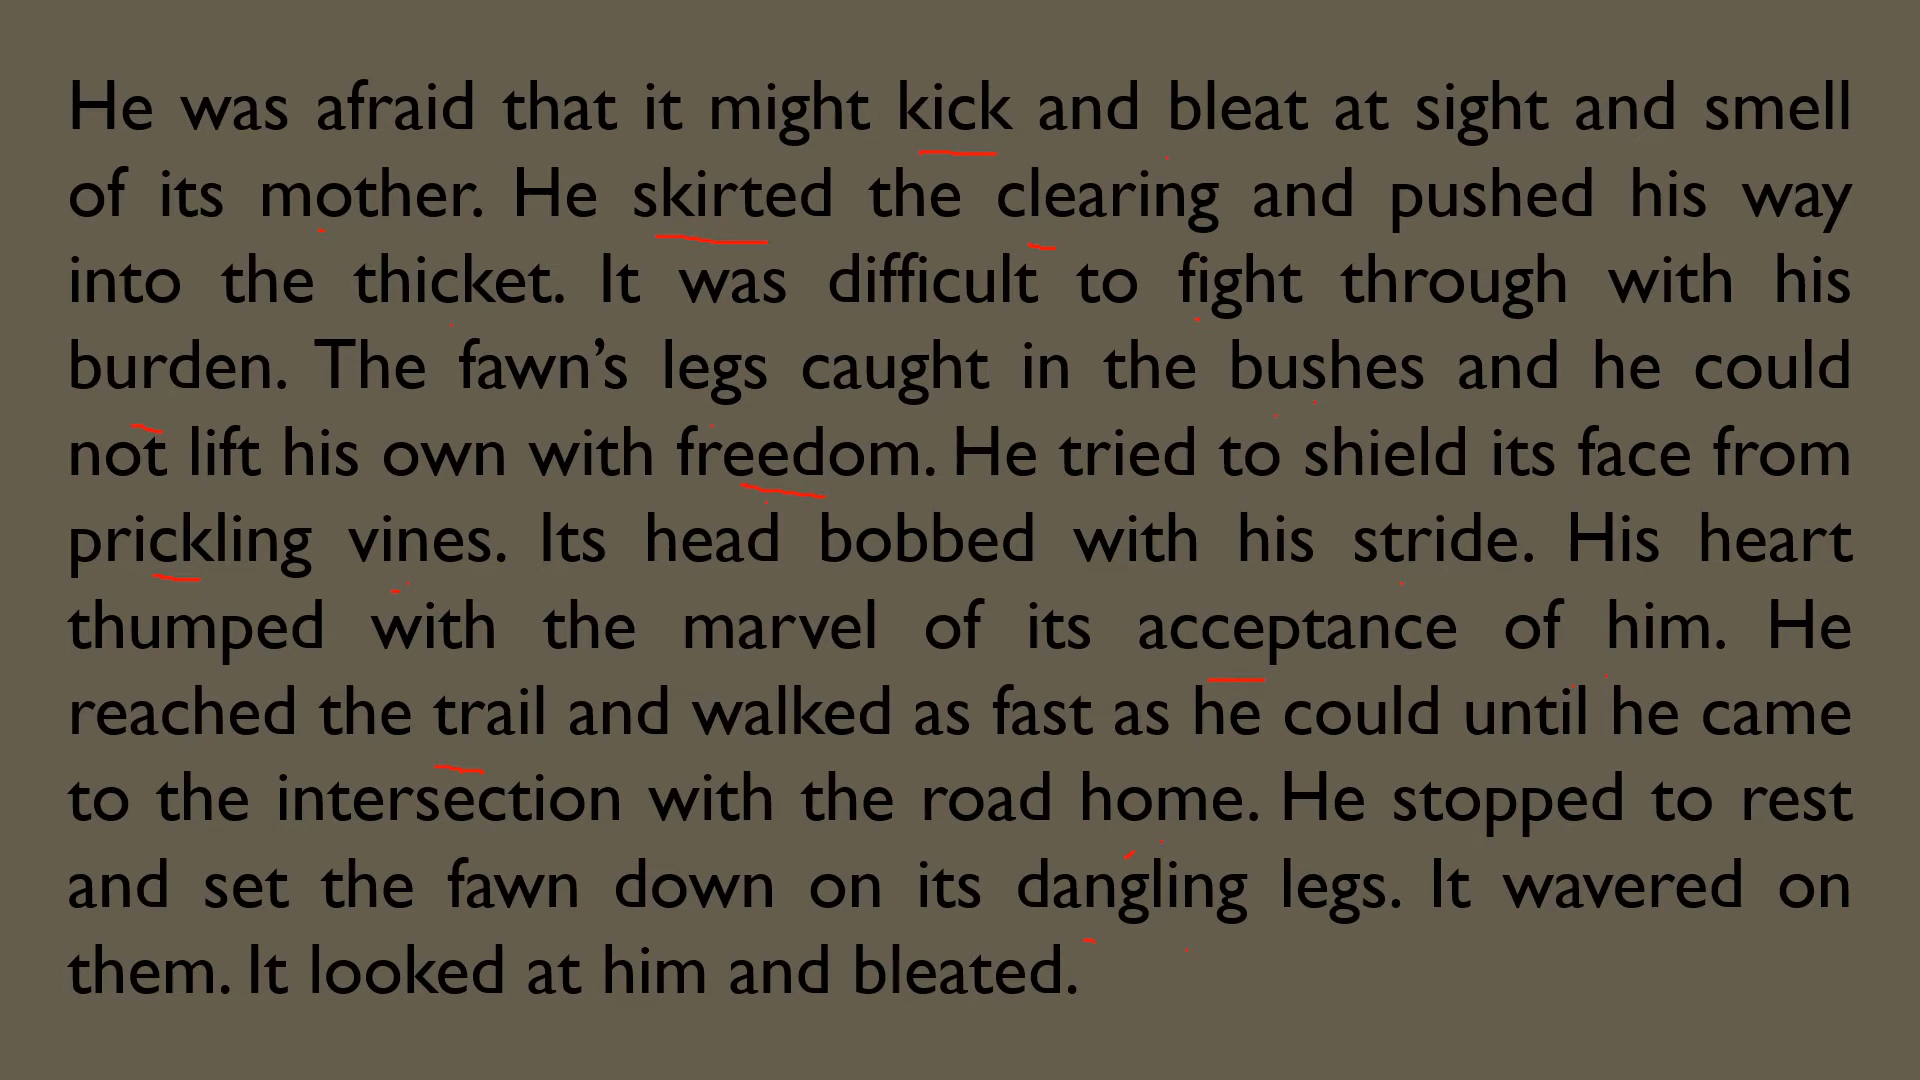 He was afraid that it might kick and bleat at sight and smell
of its mother. He skirted the clearing and pushed his way
into the thicket. It was difficult to fight through with his
burden. The fawn’s legs caught in the bushes and he could
not lift his own with freedom. He tried to shield its face from
prickling vines. Its head bobbed with his stride. His heart
thumped with the marvel of its acceptance of him. He
reached the trail and walked as fast as he could until he came
to the intersection with the road home. He stopped to rest
and set the fawn down on its dangling legs. It wavered on
them. It looked at him and bleated.